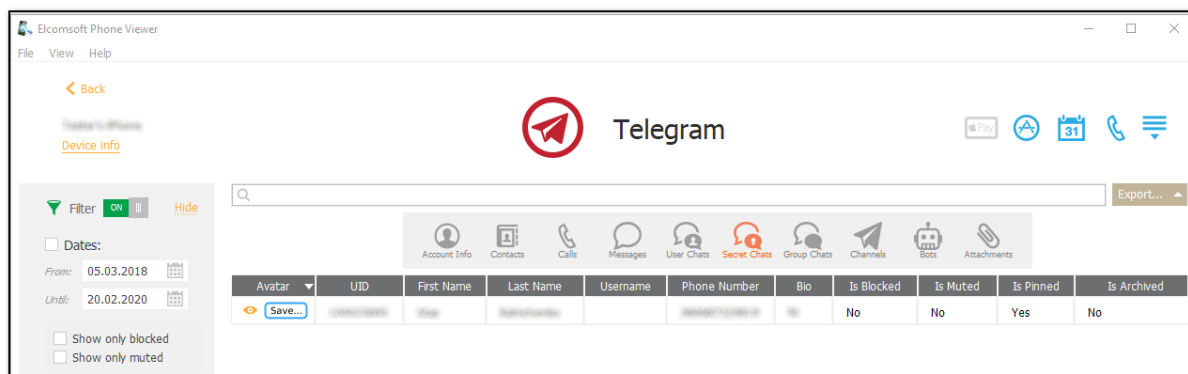 Elcomsoft Phone Viewer
File View Help
Back
Telegram
Pay
31
Device info
Filter ON Hide
Export...
Dates:
From: 05.03.2018
Until: 20.02.2020
Show only blocked
Show only muted
Account Info Contacts Calls Messages User Chats Secret Chats Group Chats Channels Bots Attachments
Avatar UID First Name Last Name Username Phone Number Bio Is Blocked Is Muted Is Pinned Is Archived
Save... No No Yes No